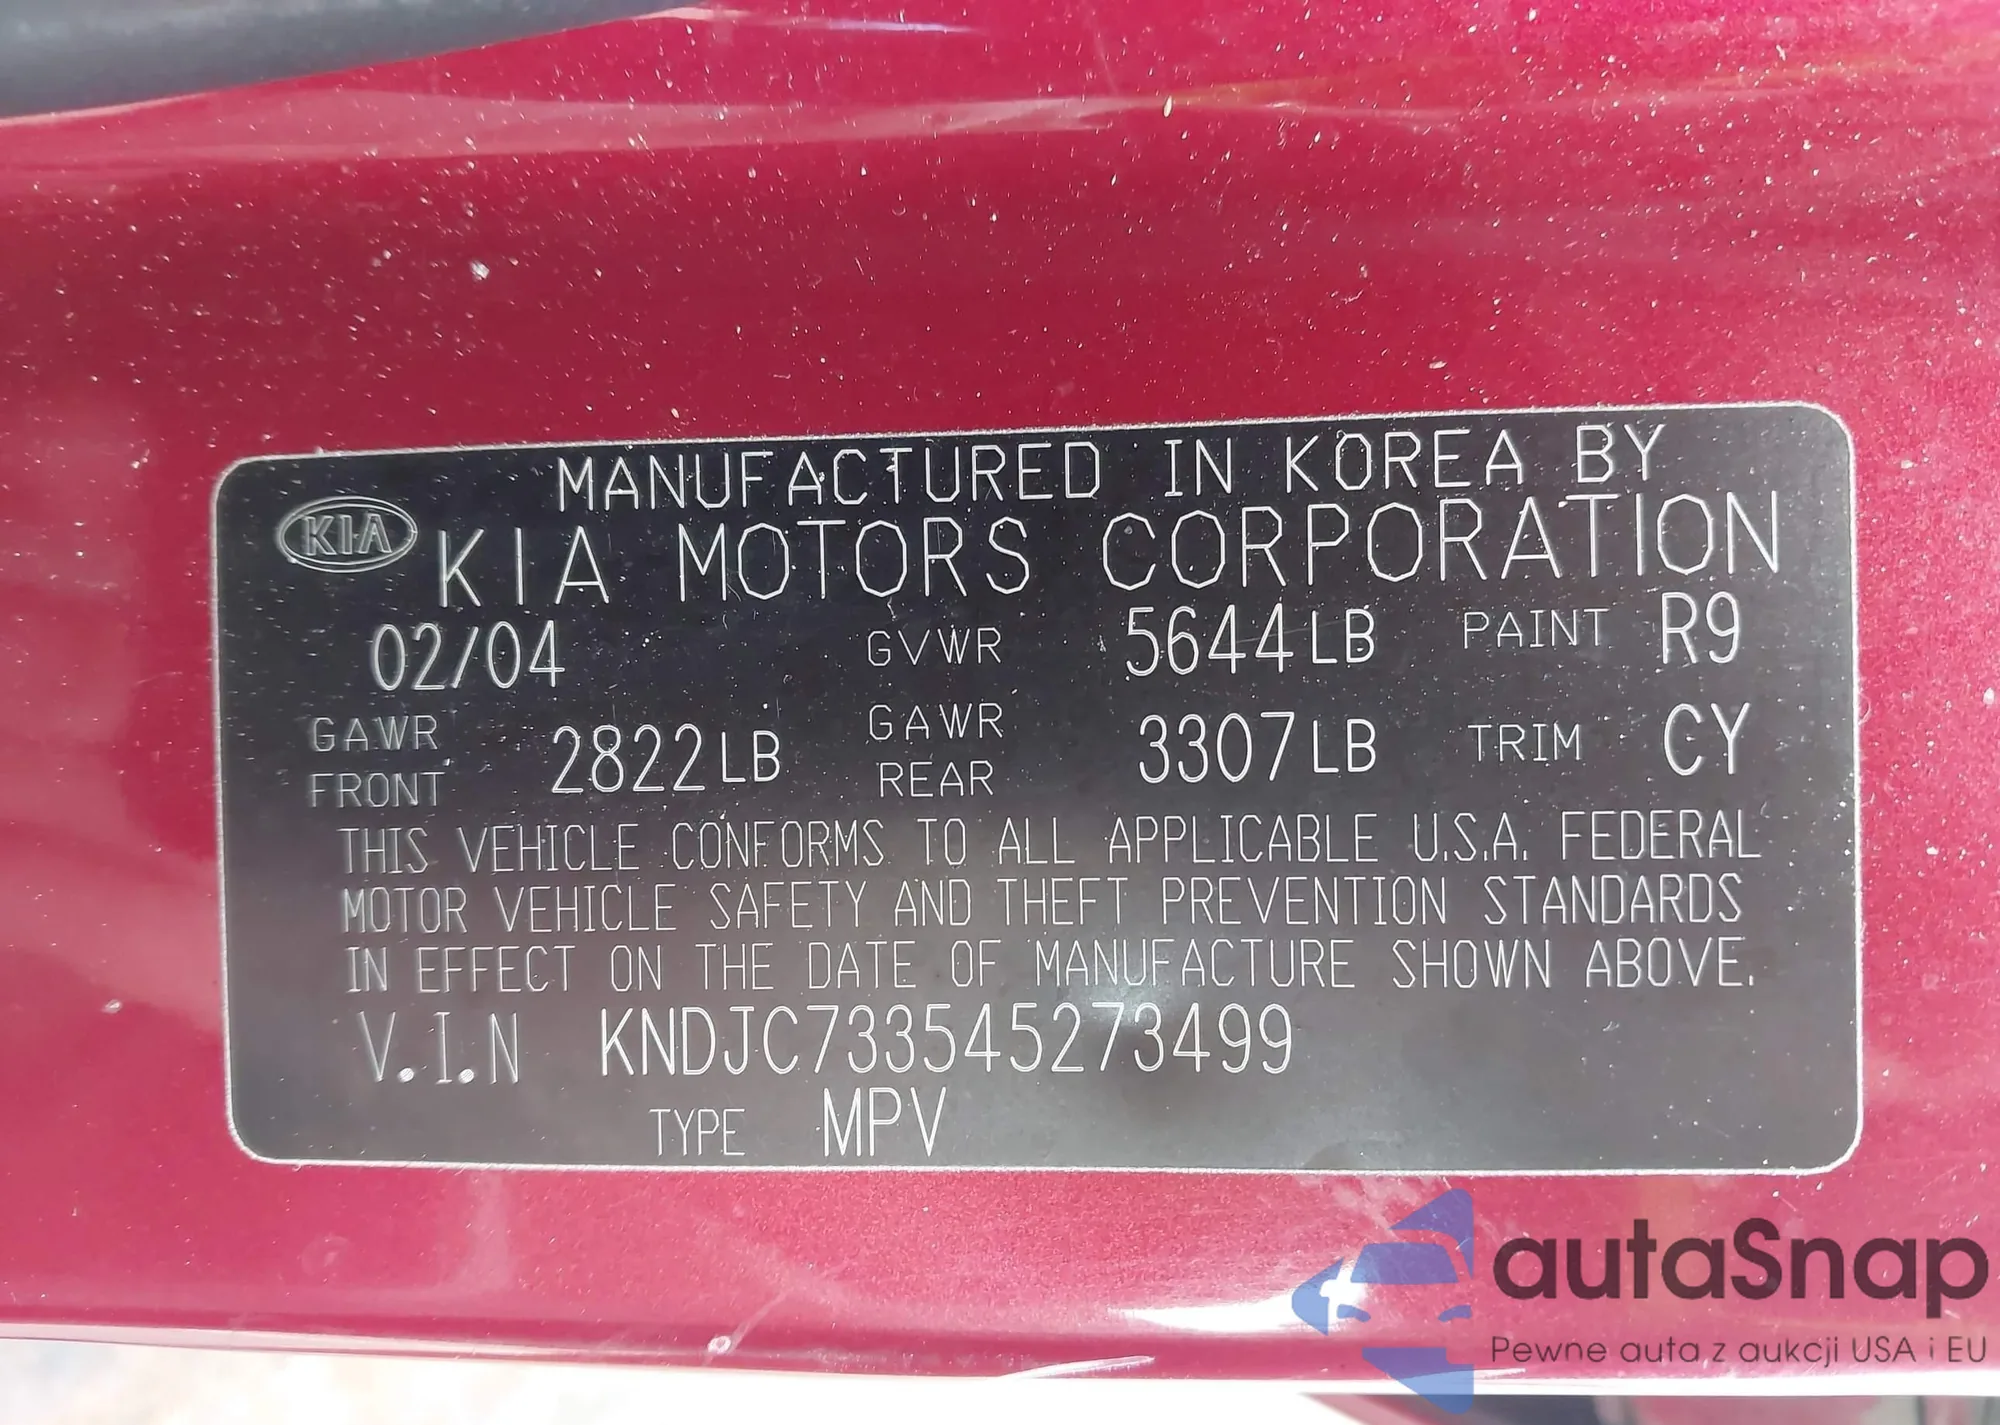 MANUFACTURED IN KOREA BY
KIA KIA MOTORS CORPORATION
02/04 GVWR 5644LB PAINT R9
GAWR FRONT 2822LB GAWR REAR 3307LB TRIM CY
THIS VEHICLE CONFORMS TO ALL APPLICABLE U.S.A. FEDERAL
MOTOR VEHICLE SAFETY AND THEFT PREVENTION STANDARDS
IN EFFECT ON THE DATE OF MANUFACTURE SHOWN ABOVE.
V.I.N KNDJC733545273499
TYPE MPV
autaSnap
Pewne auta z aukcji USA i EU